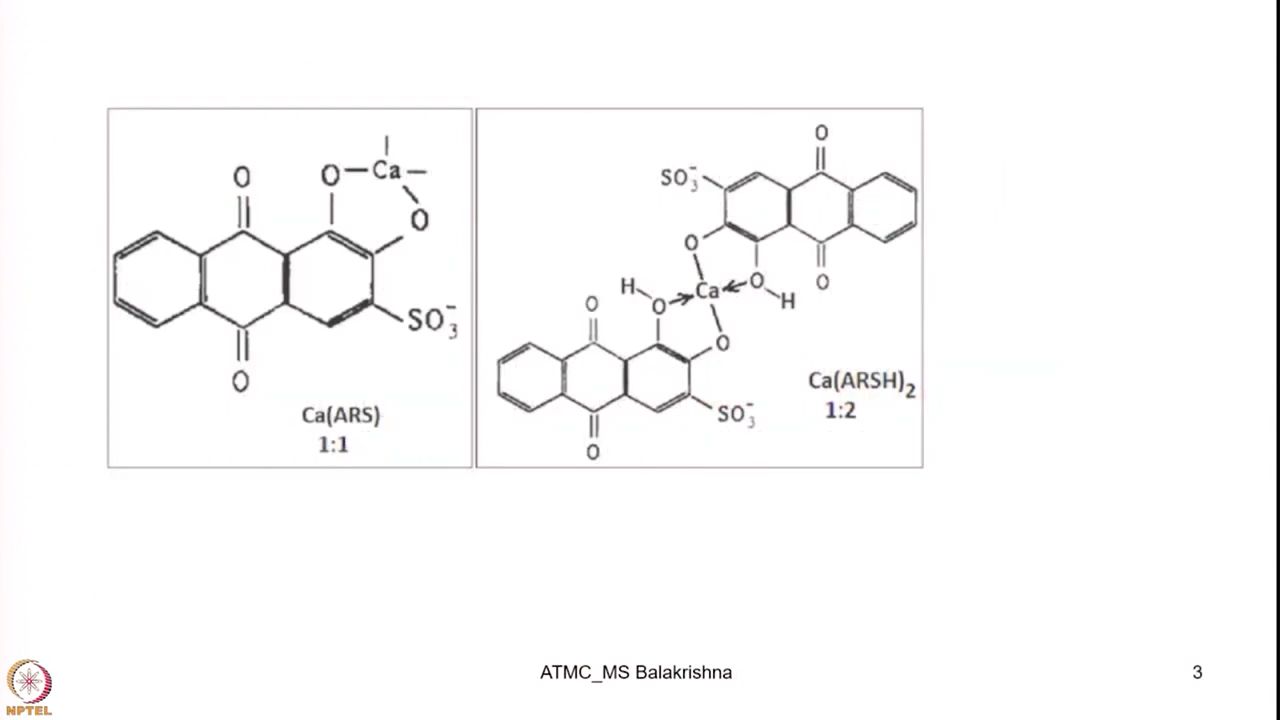 O
O
Ca
O
SO3-
O
Ca(ARS)
1:1
O
SO3-
O
O
O
H
O
Ca
H
O
O
O
SO3-
O
Ca(ARSH)2
1:2
NPTEL
ATMC_MS Balakrishna
3